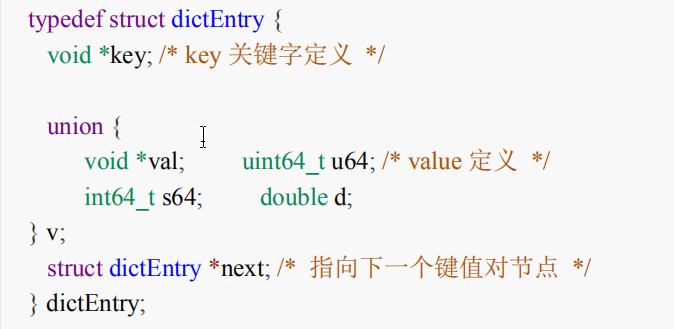 typedef struct dictEntry {
void *key; /* key 关键字定义 */
union {
void *val; uint64_t u64; /* value 定义 */
int64_t s64; double d;
} v;
struct dictEntry *next; /* 指向下一个键值对节点 */
} dictEntry;